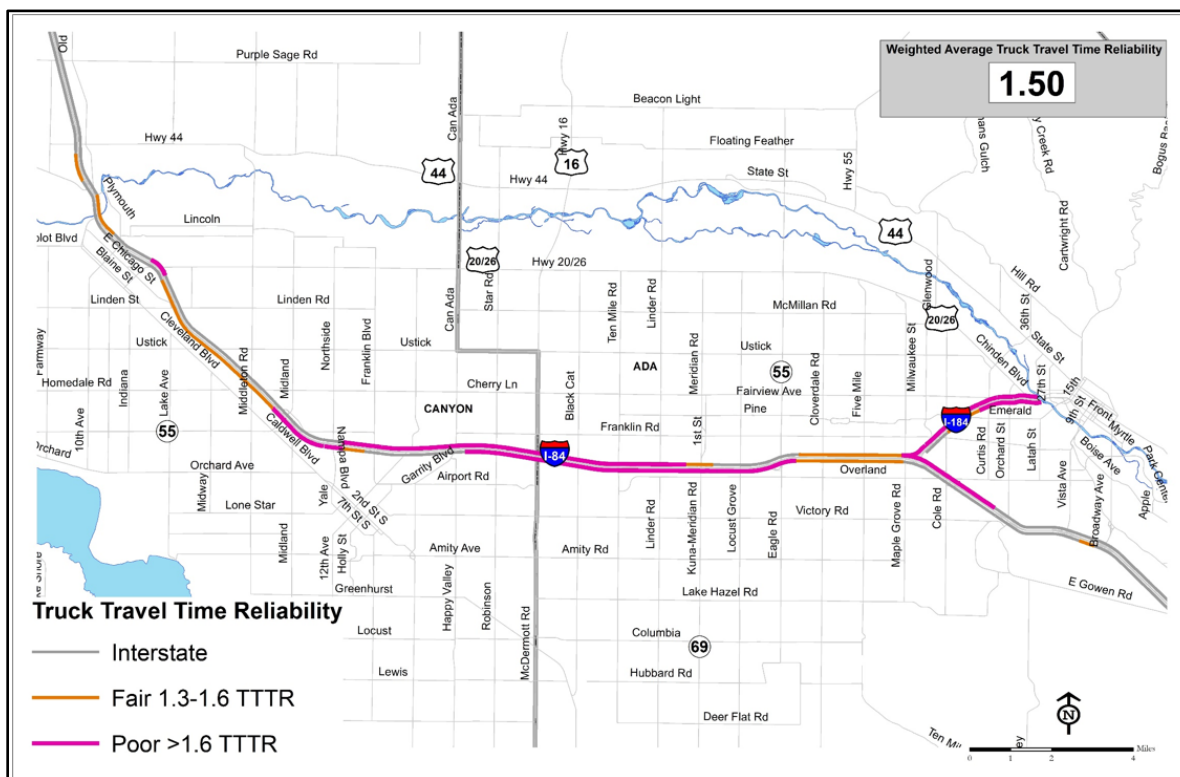 Weighted Average Truck Travel Time Reliability
1.50
Old
Purple Sage Rd
Beacon Light
Can Ada
Hwy 16
Floating Feather
Hwy 55
Cartwright Rd
Hwy 44
44
16
State St
Hwy 44
Plymouth
Lincoln
44
E Chicago St
Blaine St
20/26
Hwy 20/26
Glenwood
Hill Rd
Linden St
Linden Rd
Can Ada
Star Rd
Ten Mile Rd
Linder Rd
McMillan Rd
20/26
36th St
State St
Farmway
Ustick
Cleveland Blvd
Northside
Franklin Blvd
Ustick
ADA
Meridian Rd
Ustick
Milwaukee St
Chinden Blvd
Homedale Rd
Indiana
Lake Ave
Middleton Rd
Midland
Cherry Ln
Black Cat
55
Fairview Ave
Pine
Cloverdale Rd
Five Mile
27th St
15th
10th Ave
55
CANYON
Franklin Rd
1st St
I-184
Emerald
9th St
Front
Myrtle
Orchard
Caldwell Blvd
Nampa Blvd
Garrity Blvd
I-84
Overland
Curtis Rd
Orchard St
Latah St
Boise Ave
Park Center
Orchard Ave
Airport Rd
Midway
Lone Star
Yale
2nd St S
7th St S
Linder Rd
Kuna-Meridian Rd
Locust Grove
Eagle Rd
Victory Rd
Maple Grove Rd
Cole Rd
Vista Ave
Broadway Ave
Apple
Midland
12th Ave
Holly St
Amity Ave
Amity Rd
E Gowen Rd
Greenhurst
Happy Valley
Robinson
Lake Hazel Rd
Truck Travel Time Reliability
Locust
McDermott Rd
Columbia
69
Interstate
Lewis
Hubbard Rd
Fair 1.3-1.6 TTTR
Deer Flat Rd
N
Poor >1.6 TTTR
Miles
0 1 2 4